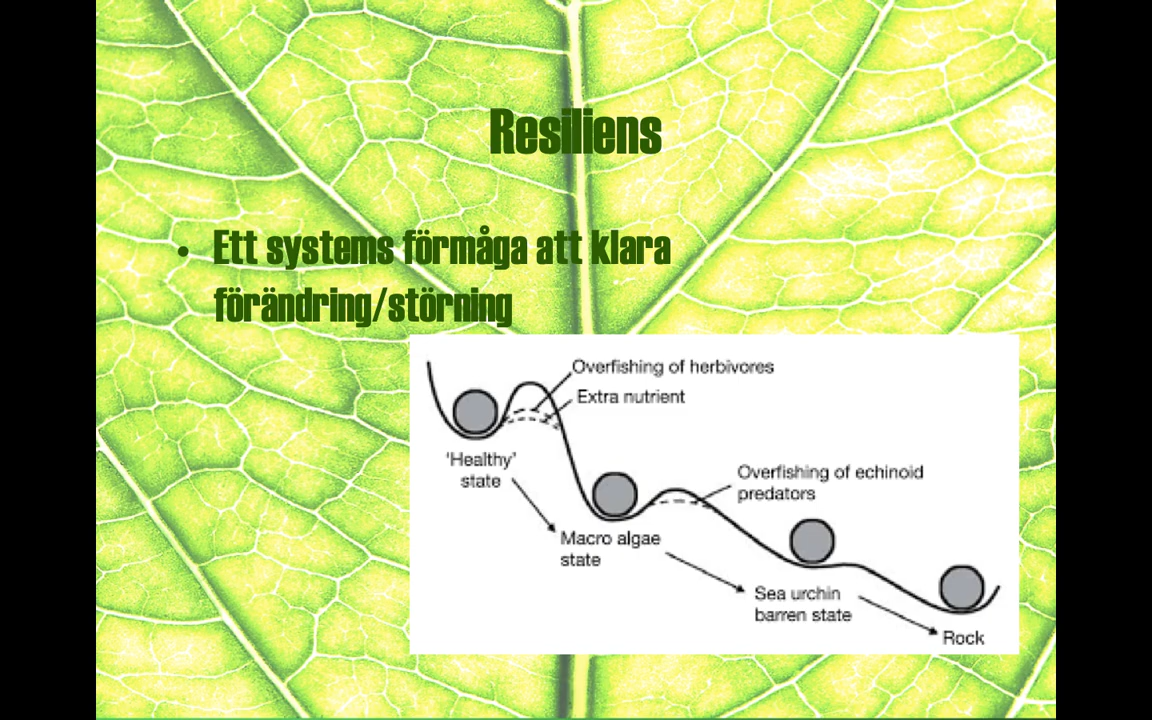 Resiliens
• Ett systems förmåga att klara
förändring/störning
Overfishing of herbivores
Extra nutrient
'Healthy'
state
Overfishing of echinoid
predators
Macro algae
state
Sea urchin
barren state
Rock